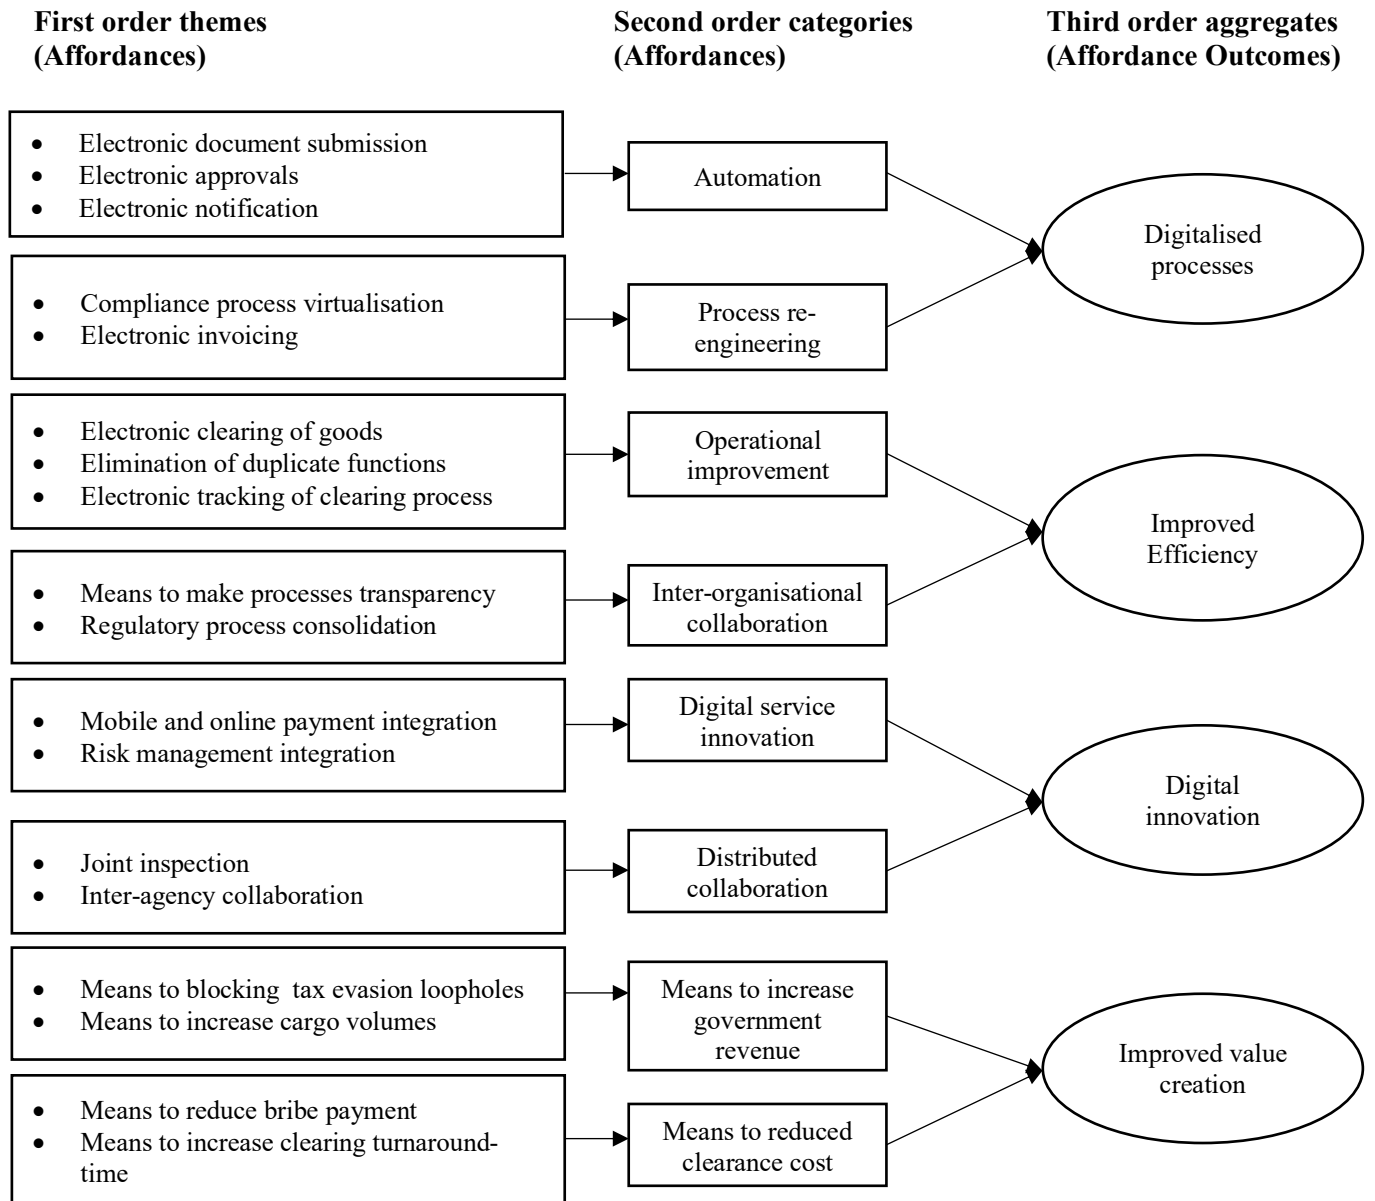 First order themes
(Affordances)
Second order categories
(Affordances)
Third order aggregates
(Affordance Outcomes)
• Electronic document submission
• Electronic approvals
• Electronic notification
Automation
Digitalised
processes
• Compliance process virtualisation
• Electronic invoicing
Process re-
engineering
• Electronic clearing of goods
• Elimination of duplicate functions
• Electronic tracking of clearing process
Operational
improvement
Improved
Efficiency
• Means to make processes transparency
• Regulatory process consolidation
Inter-organisational
collaboration
• Mobile and online payment integration
• Risk management integration
Digital service
innovation
Digital
innovation
• Joint inspection
• Inter-agency collaboration
Distributed
collaboration
• Means to blocking  tax evasion loopholes
• Means to increase cargo volumes
Means to increase
government
revenue
Improved value
creation
• Means to reduce bribe payment
• Means to increase clearing turnaround-
time
Means to reduced
clearance cost